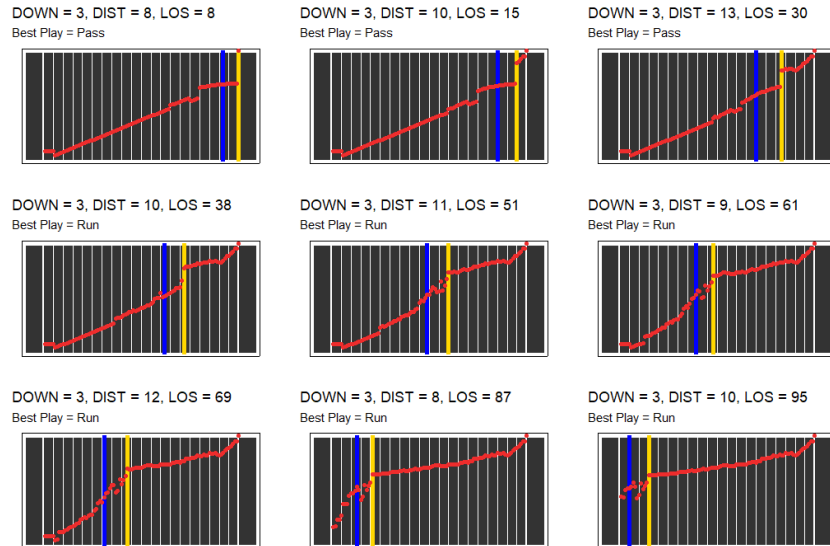 DOWN = 3, DIST = 8, LOS = 8
Best Play = Pass
DOWN = 3, DIST = 10, LOS = 15
Best Play = Pass
DOWN = 3, DIST = 13, LOS = 30
Best Play = Pass
DOWN = 3, DIST = 10, LOS = 38
Best Play = Run
DOWN = 3, DIST = 11, LOS = 51
Best Play = Run
DOWN = 3, DIST = 9, LOS = 61
Best Play = Run
DOWN = 3, DIST = 12, LOS = 69
Best Play = Run
DOWN = 3, DIST = 8, LOS = 87
Best Play = Run
DOWN = 3, DIST = 10, LOS = 95
Best Play = Run